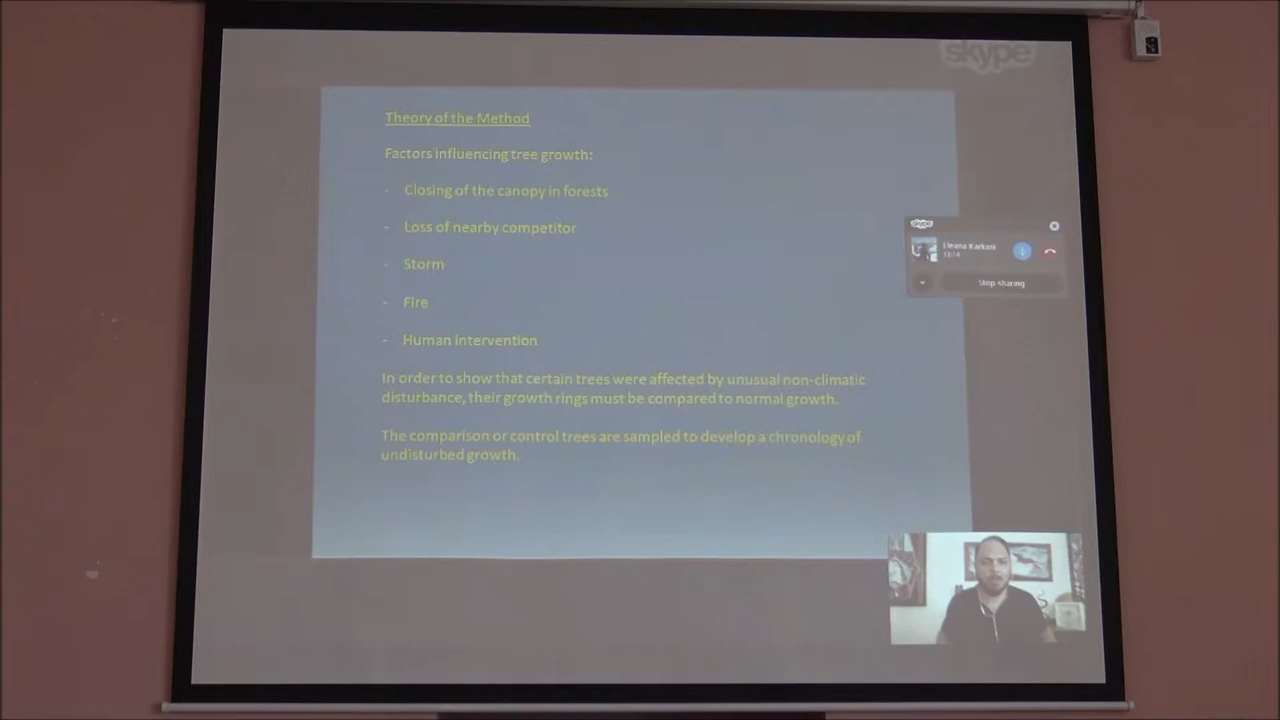 skype
Theory of the Method
Factors influencing tree growth:
- Closing of the canopy in forests
- Loss of nearby competitor
- Storm
- Fire
- Human intervention
In order to show that certain trees were affected by unusual non-climatic
disturbance, their growth rings must be compared to normal growth.
The comparison or control trees are sampled to develop a chronology of
undisturbed growth.
skype
Eleana Karkani
Stop sharing